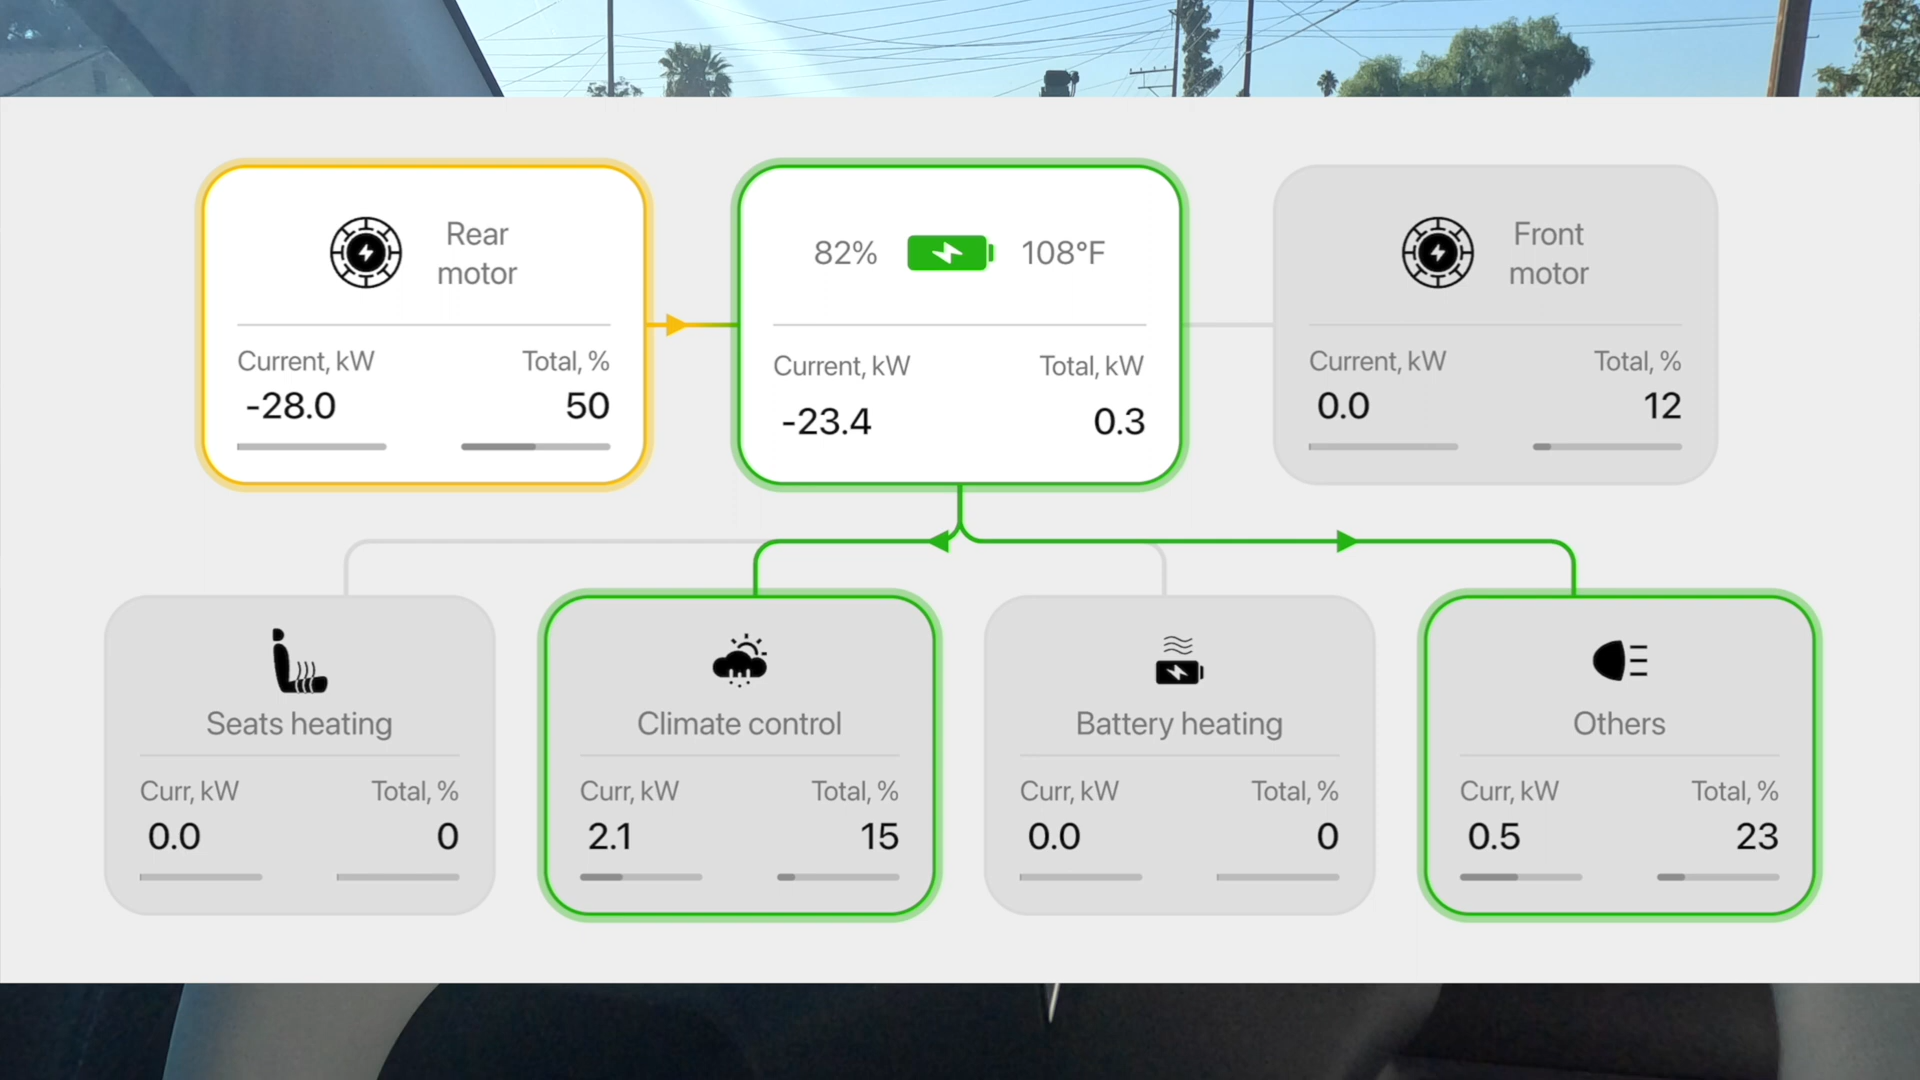 Rear
motor
Current, kW Total, %
-28.0 50
82% 108°F
Current, kW Total, kW
-23.4 0.3
Front
motor
Current, kW Total, %
0.0 12
Seats heating
Curr, kW Total, %
0.0 0
Climate control
Curr, kW Total, %
2.1 15
Battery heating
Curr, kW Total, %
0.0 0
Others
Curr, kW Total, %
0.5 23